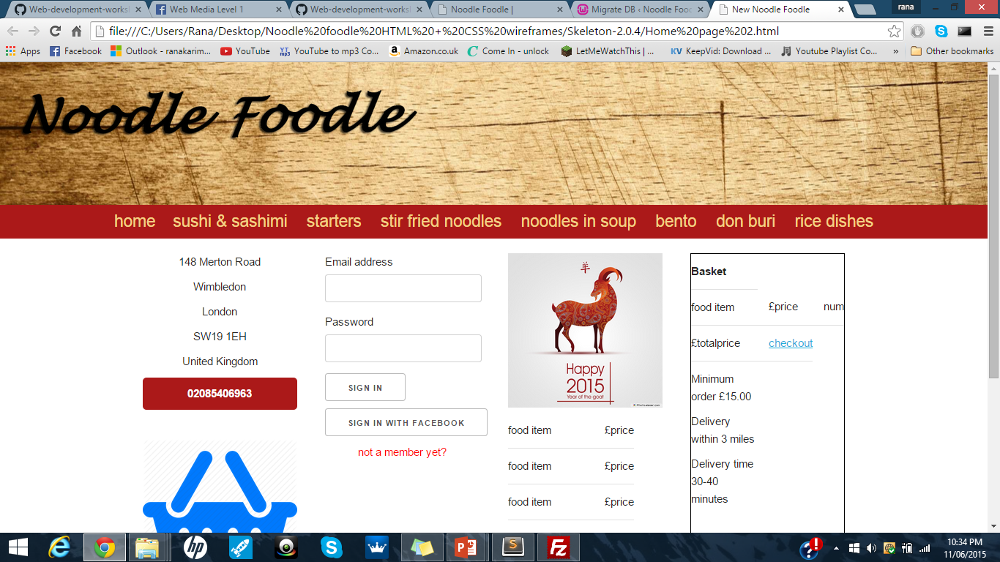 Web-development-worksl
Web Media Level 1
Web-development-worksl
Noodle Foodle |
Migrate DB ‹ Noodle Food
New Noodle Foodle
rana
file:///C:/Users/Rana/Desktop/Noodle%20foodle%20HTML%20+%20CSS%20wireframes/Skeleton-2.0.4/Home%20page%202.html
Apps
Facebook
Outlook - ranakarim...
YouTube
YouTube to mp3 Co...
Amazon.co.uk
Come In - unlock
LetMeWatchThis | ...
KeepVid: Download ...
Youtube Playlist Co...
»
Other bookmarks
Noodle Foodle
home sushi & sashimi starters stir fried noodles noodles in soup bento don buri rice dishes
148 Merton Road
Wimbledon
London
SW19 1EH
United Kingdom
02085406963
Email address
Password
SIGN IN
SIGN IN WITH FACEBOOK
not a member yet?
羊
Happy
2015
Year of the goat
food item £price
food item £price
food item £price
Basket
food item £price num
£totalprice checkout
Minimum
order £15.00
Delivery
within 3 miles
Delivery time
30-40
minutes
10:34 PM
11/06/2015